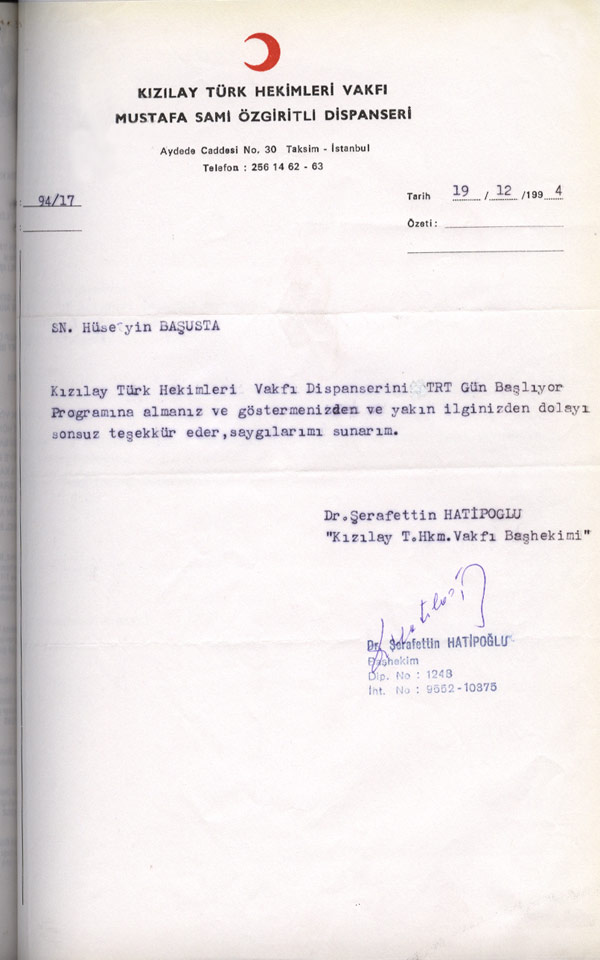 KIZILAY TÜRK HEKİMLERİ VAKFI
MUSTAFA SAMİ ÖZGİRİTLİ DİSPANSERİ
Aydede Caddesi No. 30 Taksim - İstanbul
Telefon : 256 14 62 - 63
: 94/17
Tarih 19 / 12 /199 4
:
Özeti :
SN. Hüseyin BAŞUSTA
Kızılay Türk Hekimleri Vakfı Dispanserini TRT Gün Başlıyor
Programına almanız ve göstermenizden ve yakın ilginizden dolayı
sonsuz teşekkür eder,saygılarımı sunarım.
Dr.Şerafettin HATİPOGLU
"Kızılay T.Hkm.Vakfı Başhekimi"
Dr. Şerafettin HATİPOĞLU
Başhekim
Dip. No : 1248
İht. No : 9552-10375